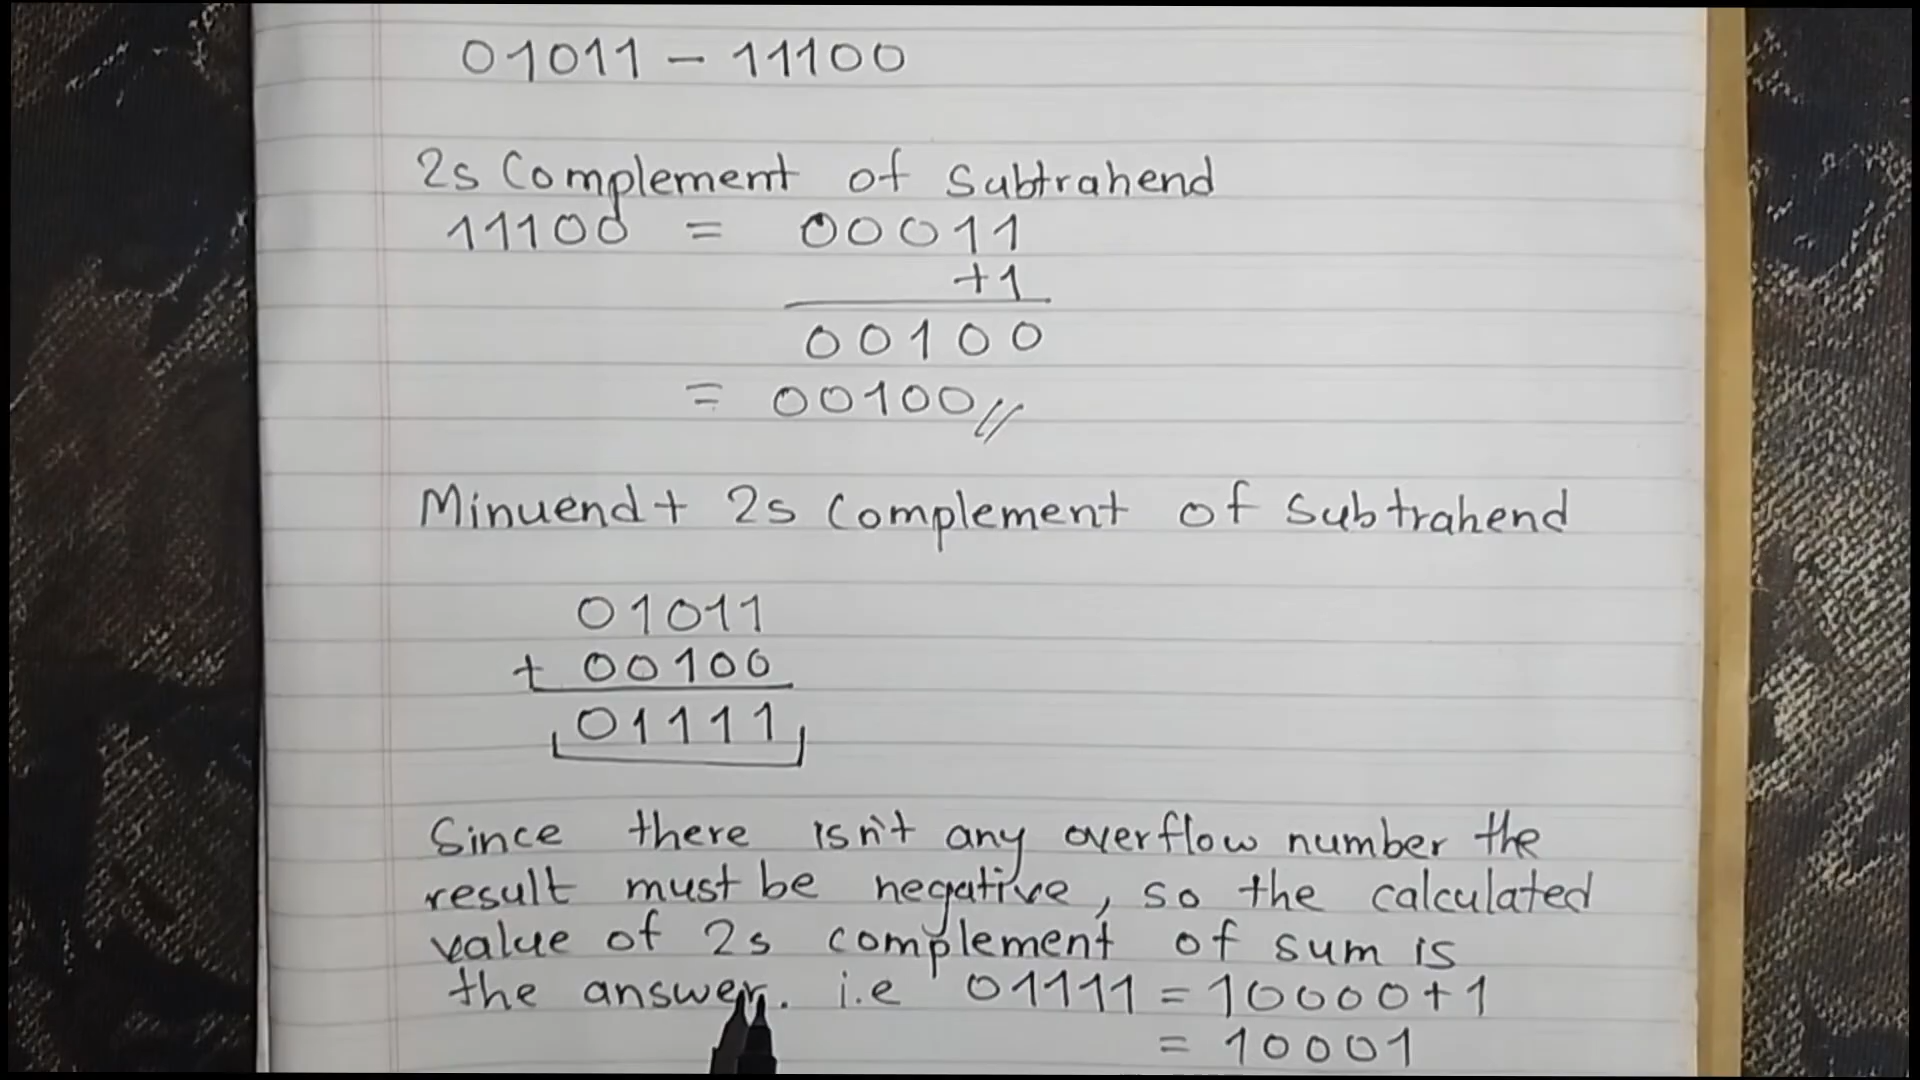 01011 - 11100
2s Complement of Subtrahend
11100 = 00011
+1
00100
= 00100//
Minuend + 2s Complement of Subtrahend
01011
+ 00100
01111
Since there isn't any overflow number the
result must be negative, so the calculated
value of 2s complement of sum is
the answer. i.e 01111 = 10000+1
= 10001